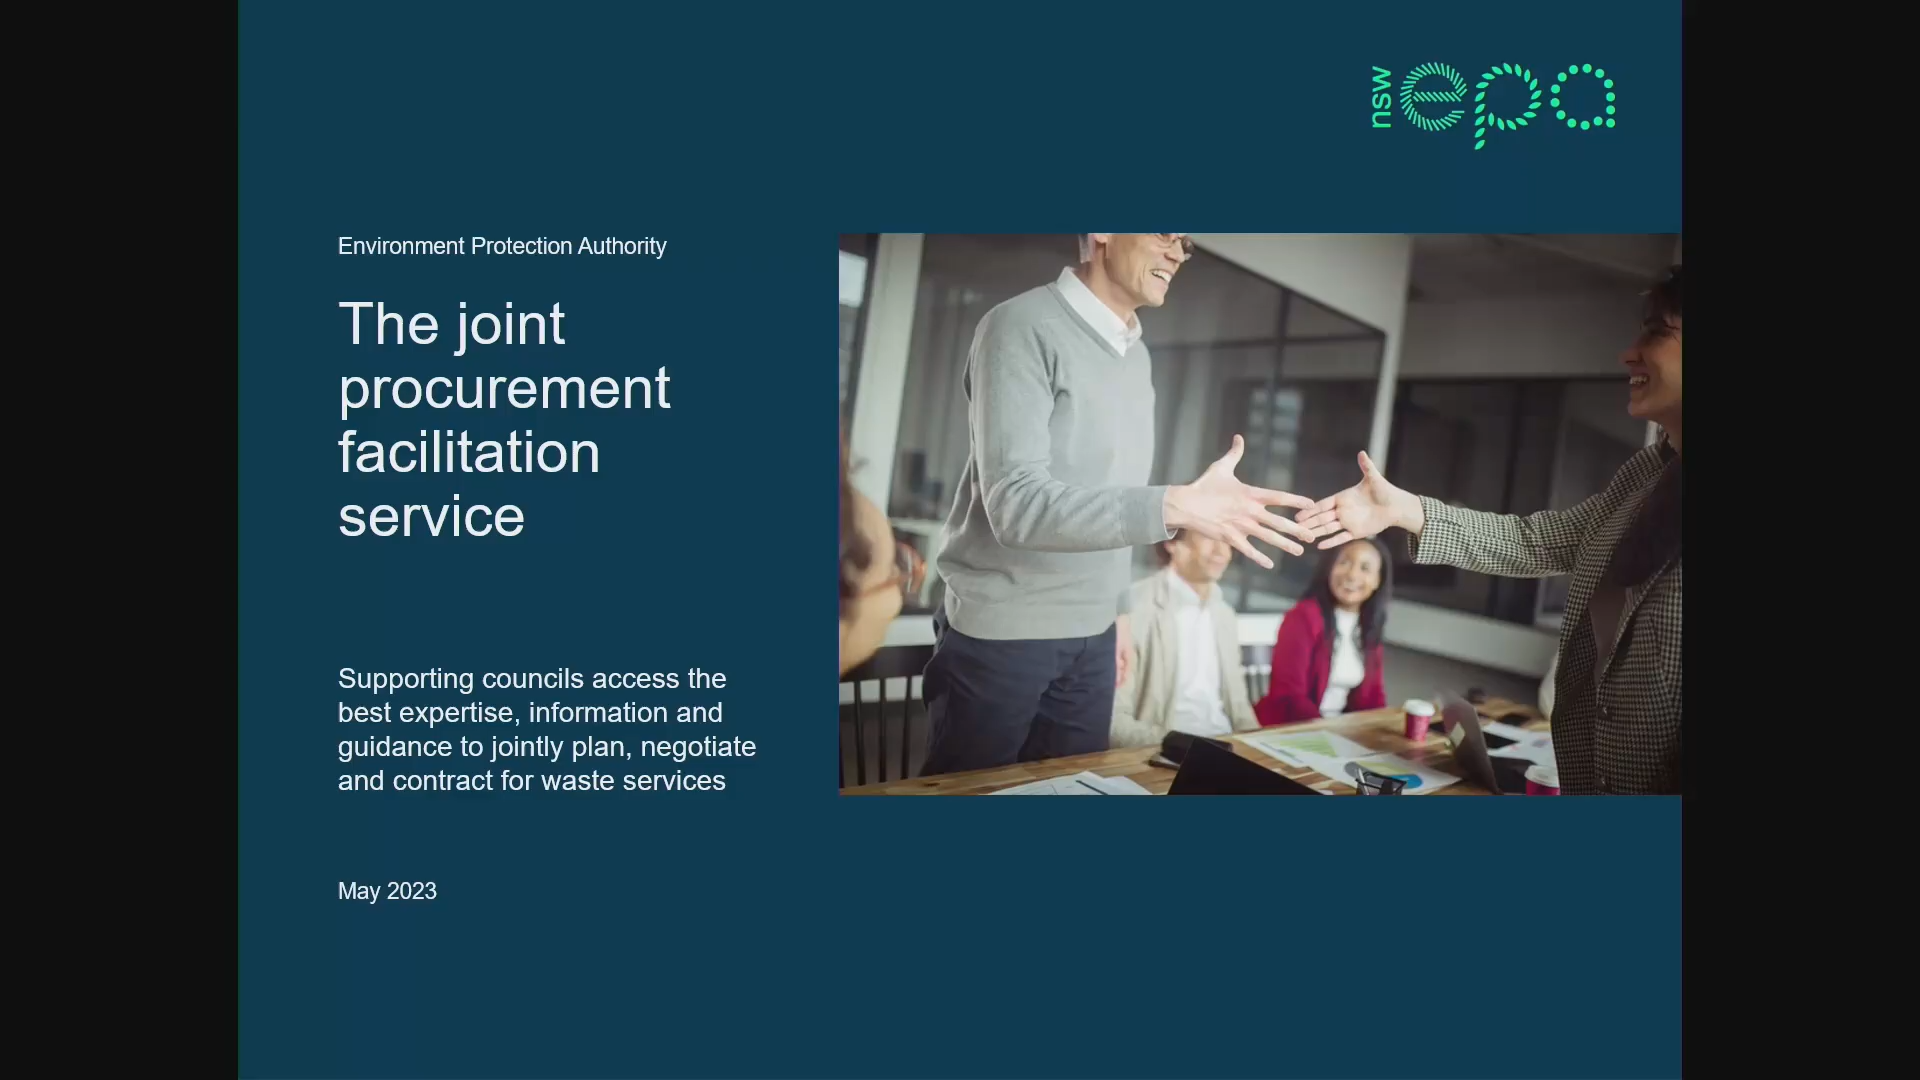 nsw epa
Environment Protection Authority
The joint
procurement
facilitation
service
Supporting councils access the
best expertise, information and
guidance to jointly plan, negotiate
and contract for waste services
May 2023